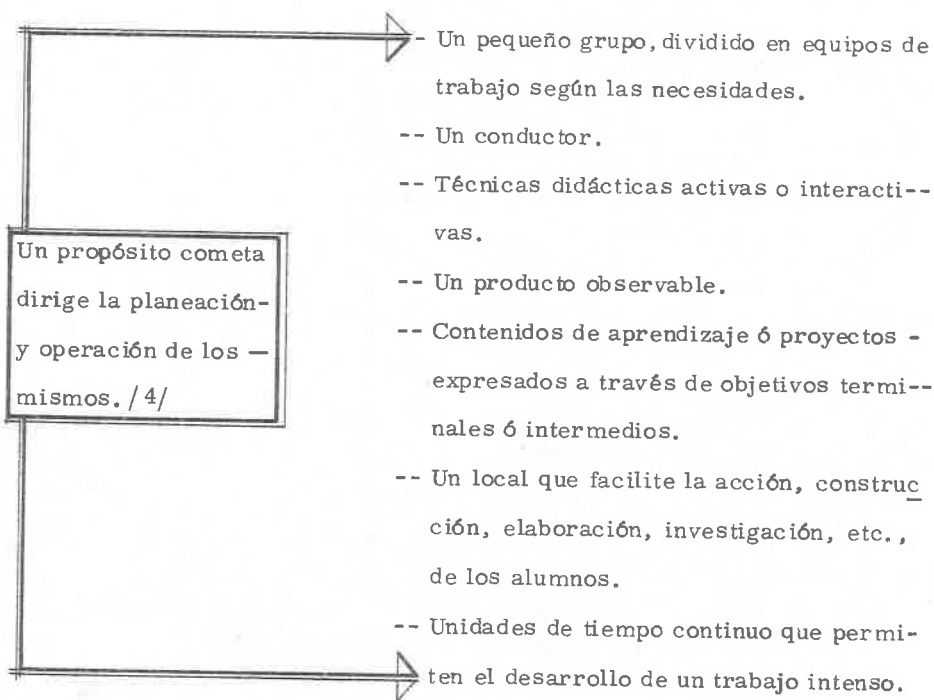 - Un pequeño grupo, dividido en equipos de
trabajo según las necesidades.
-- Un conductor.
-- Técnicas didácticas activas o interacti--
vas.
Un propósito cometa
dirige la planeación-
y operación de los —
mismos. /4/
-- Un producto observable.
-- Contenidos de aprendizaje ó proyectos -
expresados a través de objetivos termi--
nales ó intermedios.
-- Un local que facilite la acción, construc
ción, elaboración, investigación, etc.,
de los alumnos.
-- Unidades de tiempo continuo que permi-
ten el desarrollo de un trabajo intenso.